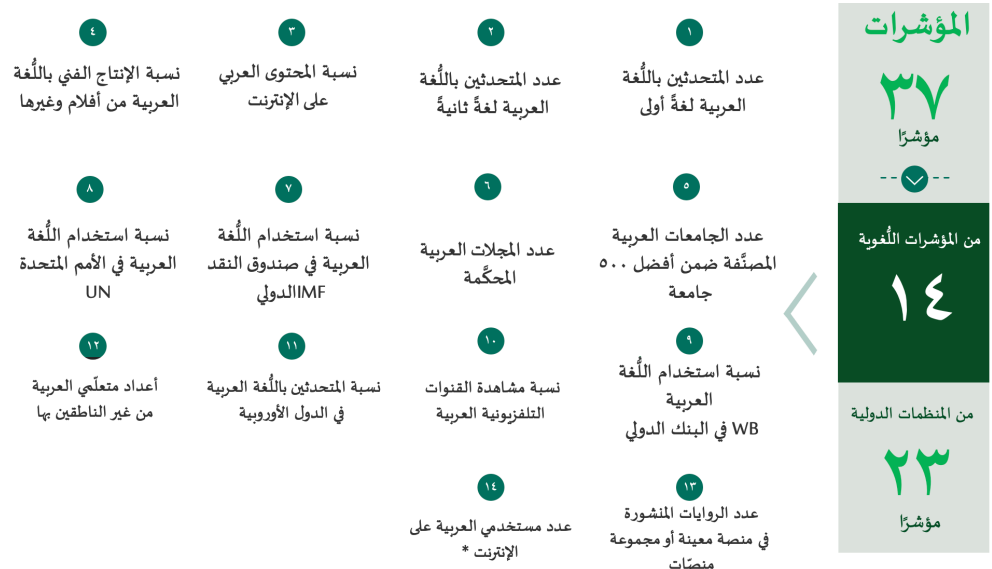 المؤشرات
٣٧
مؤشرًا
من المؤشرات اللُّغوية
١٤
من المنظمات الدولية
٢٣
مؤشرًا
١
عدد المتحدثين باللُّغة
العربية لغةً أولى
٢
عدد المتحدثين باللُّغة
العربية لغةً ثانيةً
٣
نسبة المحتوى العربي
على الإنترنت
٤
نسبة الإنتاج الفني باللُّغة
العربية من أفلام وغيرها
٥
عدد الجامعات العربية
المصنَّفة ضمن أفضل ٥٠٠
جامعة
٦
عدد المجلات العربية
المحكَّمة
٧
نسبة استخدام اللُّغة
العربية في صندوق النقد
الدولي IMF
٨
نسبة استخدام اللُّغة
العربية في الأمم المتحدة
UN
٩
نسبة استخدام اللُّغة
العربية
WB في البنك الدولي
١٠
نسبة مشاهدة القنوات
التلفزيونية العربية
١١
نسبة المتحدثين باللُّغة العربية
في الدول الأوروبية
١٢
أعداد متعلّمي العربية
من غير الناطقين بها
١٣
عدد الروايات المنشورة
في منصة معينة أو مجموعة
منصّات
١٤
عدد مستخدمي العربية على
الإنترنت *